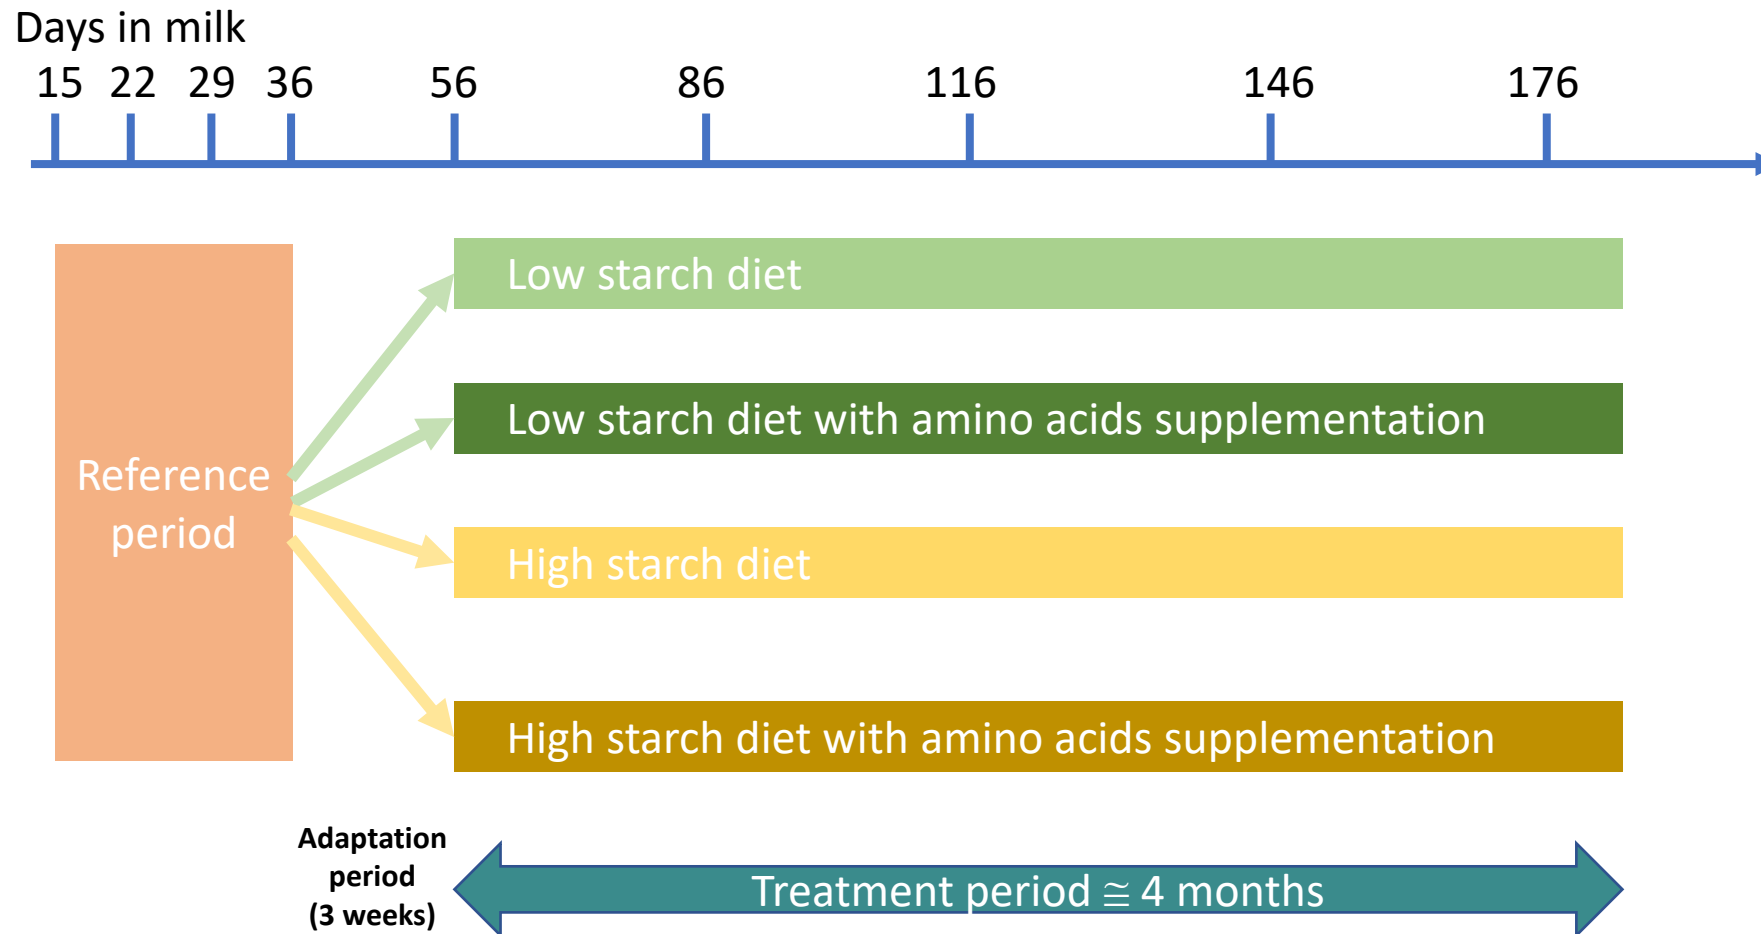 Days in milk
15 22 29 36 56 86 116 146 176
Low starch diet
Low starch diet with amino acids supplementation
Reference
period
High starch diet
High starch diet with amino acids supplementation
Adaptation
period
(3 weeks)
Treatment period ≅ 4 months